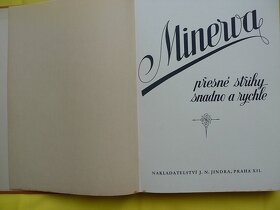 Minerva
přesné střihy
snadno a rychle
NAKLADATELSTVÍ J. N. JINDRA, PRAHA XII.